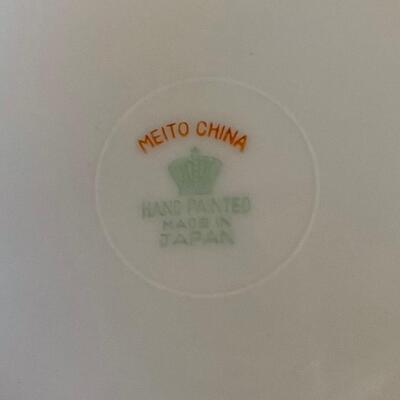 MEITO CHINA
HAND PAINTED
MADE IN
JAPAN